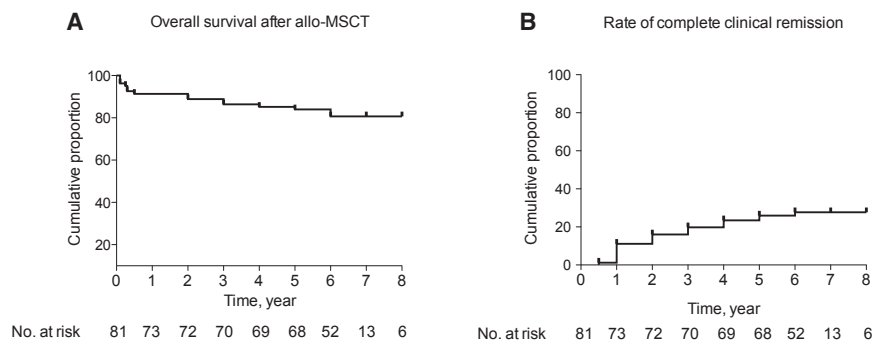 A Overall survival after allo-MSCT
Cumulative proportion
100
80
60
40
20
0 1 2 3 4 5 6 7 8
Time, year
No. at risk 81 73 72 70 69 68 52 13 6
B Rate of complete clinical remission
Cumulative proportion
100
80
60
40
20
0
0 1 2 3 4 5 6 7 8
Time, year
No. at risk 81 73 72 70 69 68 52 13 6